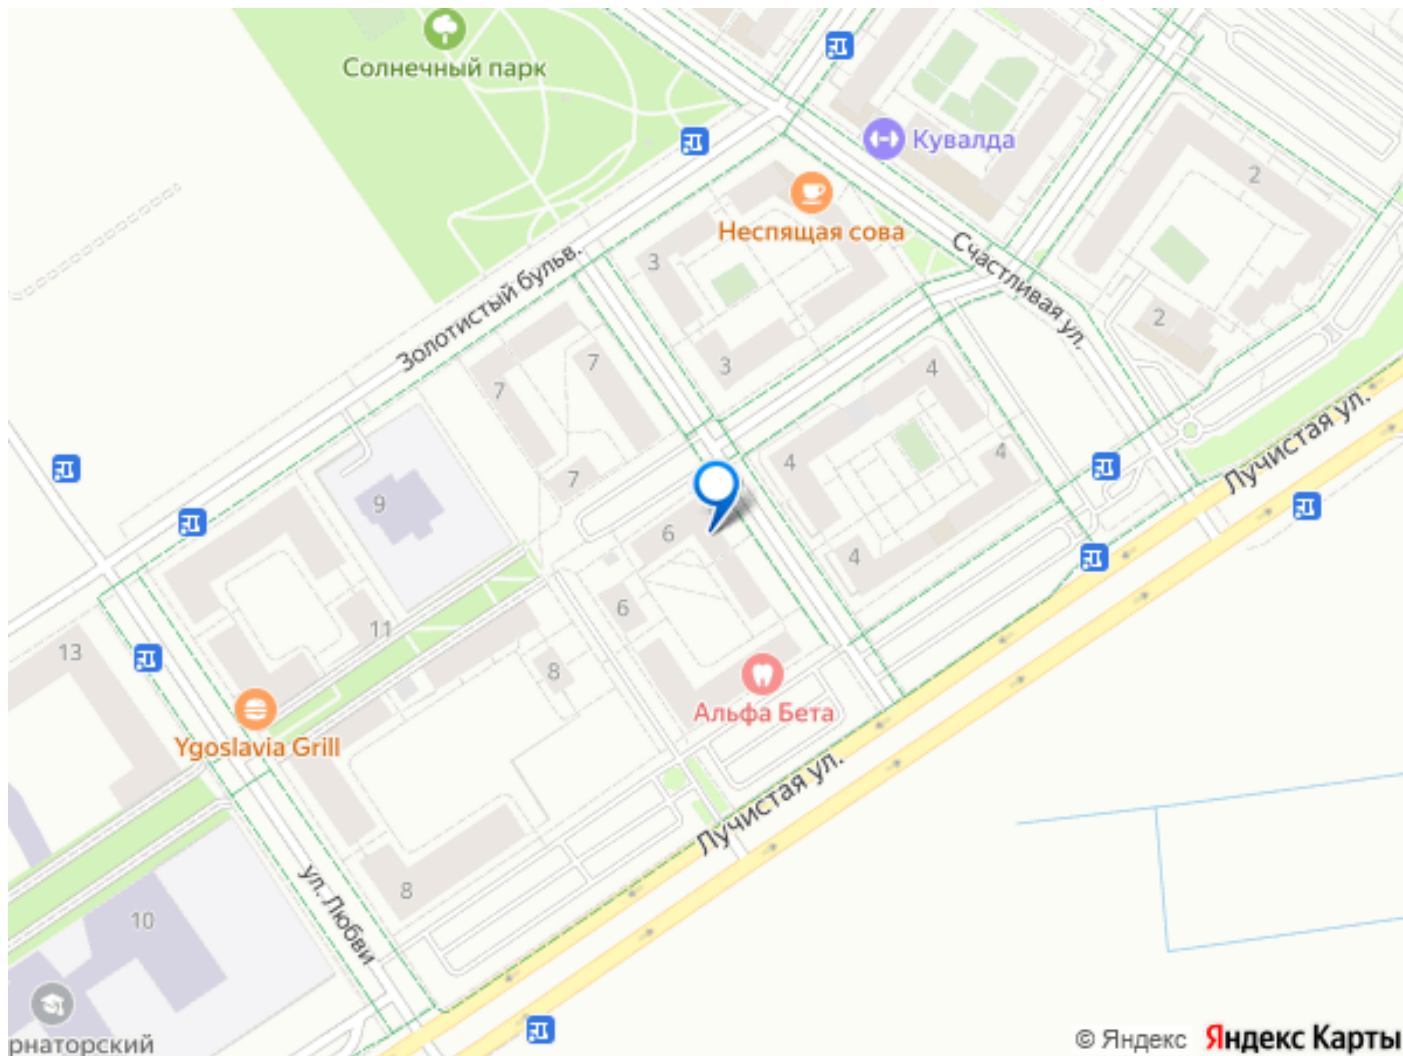 Солнечный парк
Кувалда
2
Неспящая сова
3
Счастливая ул.
Золотистый бульв.
2
7
7
3
4
Лучистая ул.
4
4
7
9
6
4
6
11
13
8
Альфа Бета
Ygoslavia Grill
Лучистая ул.
8
ул. Любви
10
рнаторский
© Яндекс Яндекс Карты